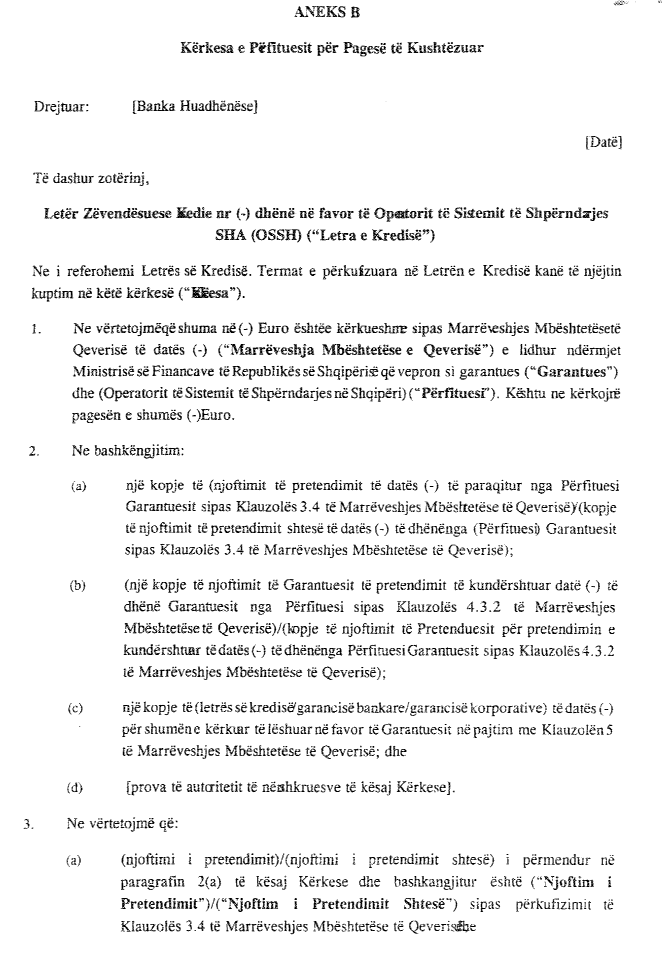 ANEKS B
Kërkesa e Përfituesit për Pagesë të Kushtëzuar
Drejtuar: [Banka Huadhënëse]
[Datë]
Të dashur zotërinj,
Letër Zëvendësuese Kedie nr (-) dhënë në favor të Operatorit të Sistemit të Shpërndarjes
SHA (OSSH) (“Letra e Kredisë”)
Ne i referohemi Letrës së Kredisë. Termat e përkufizuara në Letrën e Kredisë kanë të njëjtin
kuptim në këtë kërkesë (“ ”).
1. Ne vërtetojmë që shuma në (-) Euro është e kërkueshme sipas Marrëveshjes Mbështetëse të
Qeverisë të datës (-) (“Marrëveshja Mbështetëse e Qeverisë”) e lidhur ndërmjet
Ministrisë së Financave të Republikës së Shqipërisë që vepron si garantues (“Garantues”)
dhe (Operatorit të Sistemit të Shpërndarjes në Shqipëri) (“Përfituesi”). Kështu ne kërkojmë
pagesën e shumës (-)Euro.
2. Ne bashkëngjitim:
(a) një kopje të (njoftimit të pretendimit të datës (-) të paraqitur nga Përfituesi
Garantuesit sipas Klauzolës 3.4 të Marrëveshjes Mbështetëse të Qeverisë)/(kopje
të njoftimit të pretendimit shtesë të datës (-) të dhënë nga (Përfituesi) Garantuesit
sipas Klauzolës 3.4 të Marrëveshjes Mbështetëse të Qeverisë);
(b) (një kopje të njoftimit të Garantuesit të pretendimit të kundërshtuar datë (-) të
dhënë Garantuesit nga Përfituesi sipas Klauzolës 4.3.2 të Marrëveshjes
Mbështetëse të Qeverisë)/(kopje të njoftimit të Pretenduesit për pretendimin e
kundërshtuar të datës (-) të dhënë nga Përfituesi Garantuesit sipas Klauzolës 4.3.2
të Marrëveshjes Mbështetëse të Qeverisë);
(c) një kopje të (letrës së kredisë/garancisë bankare/garancisë korporative) të datës (-)
për shumën e kërkuar të lëshuar në favor të Garantuesit në pajtim me Klauzolën 5
të Marrëveshjes Mbështetëse të Qeverisë; dhe
(d) [prova të autoritetit të nënshkruesve të kësaj Kërkese].
3. Ne vërtetojmë që:
(a) (njoftimi i pretendimit)/(njoftimi i pretendimit shtesë) i përmendur në
paragrafin 2(a) të kësaj Kërkese dhe bashkangjitur është (“Njoftim i
Pretendimit”)/(“Njoftim i Pretendimit Shtesë”) sipas përkufizimit të
Klauzolës 3.4 të Marrëveshjes Mbështetëse të Qeverisë dhe